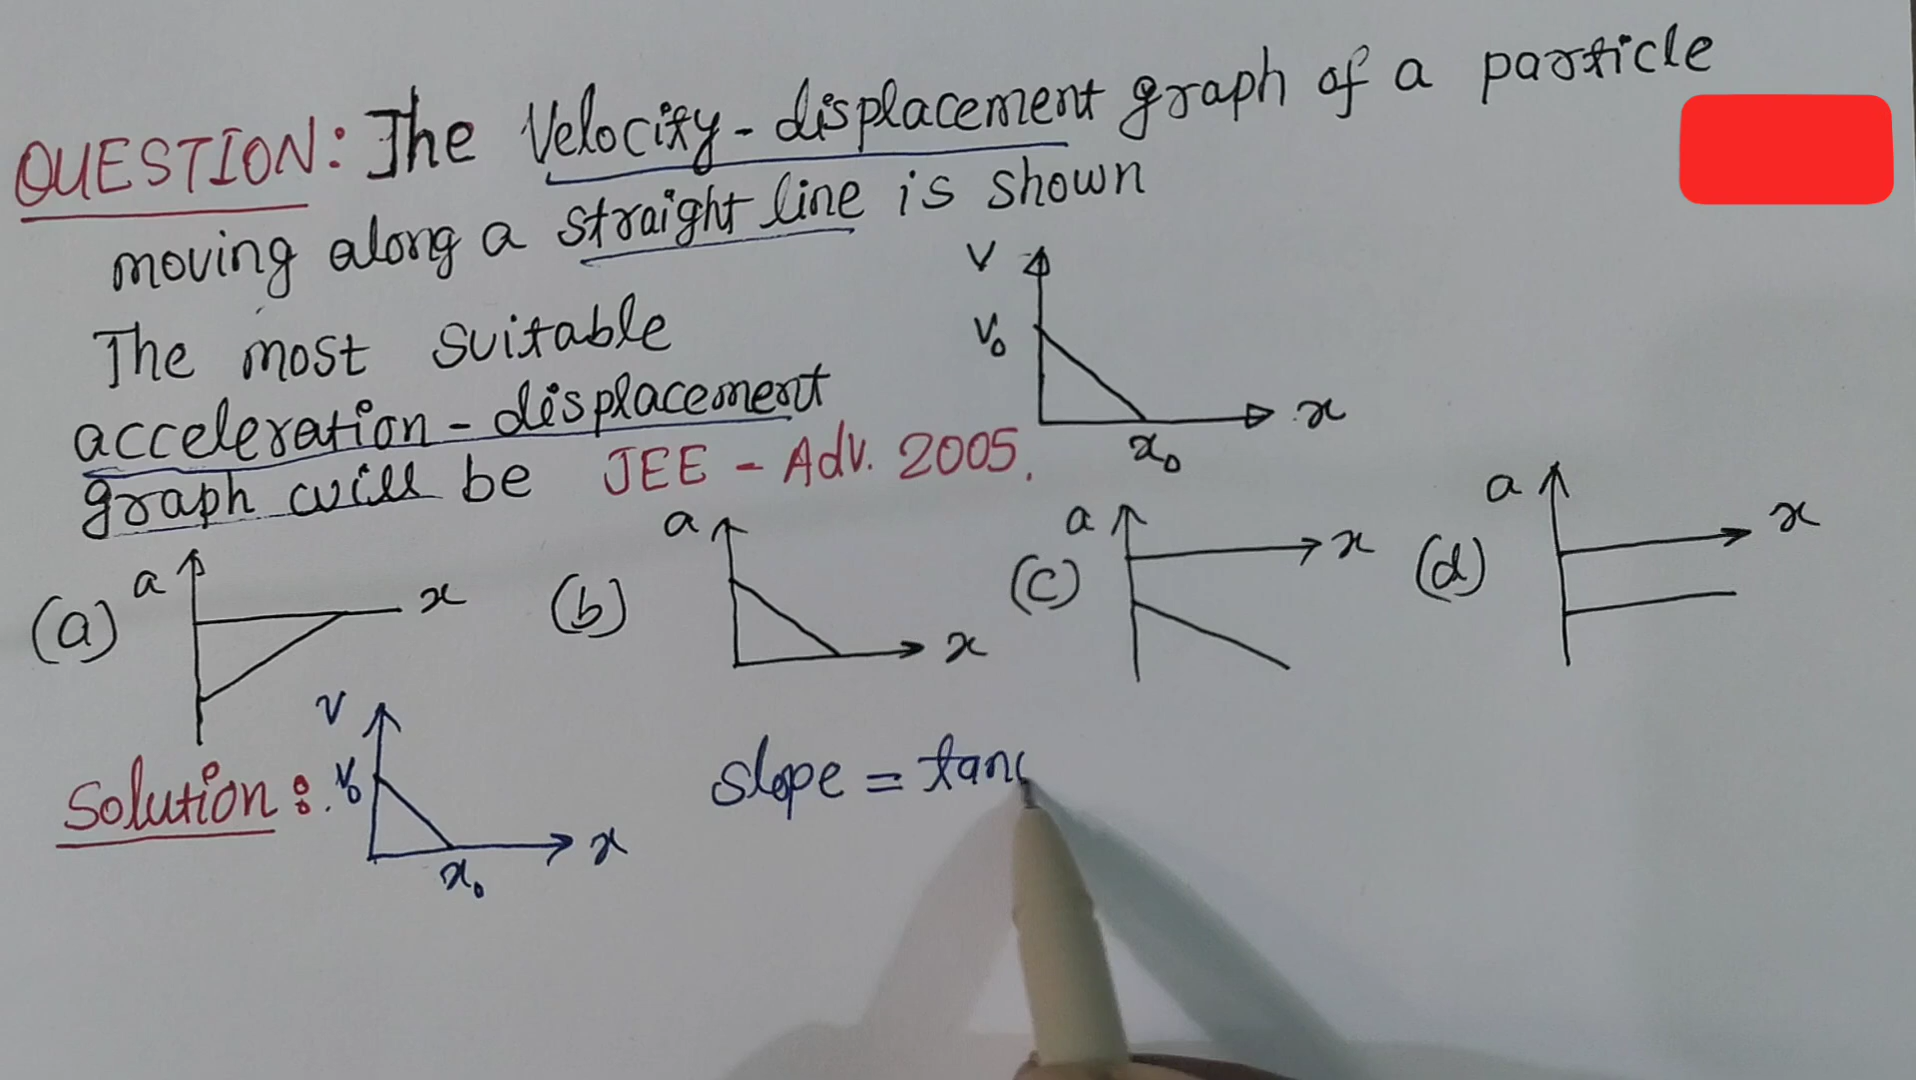 QUESTION: The Velocity-displacement graph of a particle
moving along a straight line is shown
The most suitable
acceleration-displacement
graph will be JEE - Adv. 2005.
V
V₀
x
x₀
(a) a x
(b) a x
(c) a x
(d) a x
Solution:
V
V₀
x
x₀
slope = tan